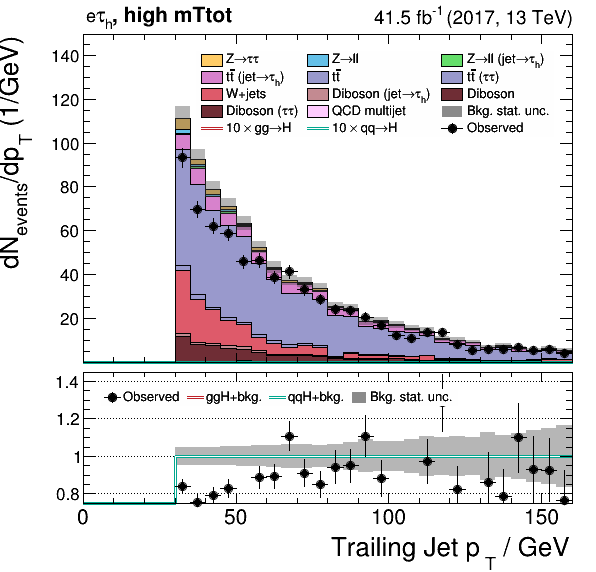 eτh, high mTtot 41.5 fb-1 (2017, 13 TeV)
dNevents/dpT (1/GeV)
140
120
100
80
60
40
20
Z→ττ Z→ll Z→ll (jet→τh)
tt̄ (jet→τh) tt̄ tt̄ (ττ)
W+jets Diboson (jet→τh) Diboson
Diboson (ττ) QCD multijet Bkg. stat. unc.
10 × gg→H 10 × qq→H Observed
1.4
1.2
1
0.8
Observed ggH+bkg. qqH+bkg. Bkg. stat. unc.
0 50 100 150
Trailing Jet pT / GeV